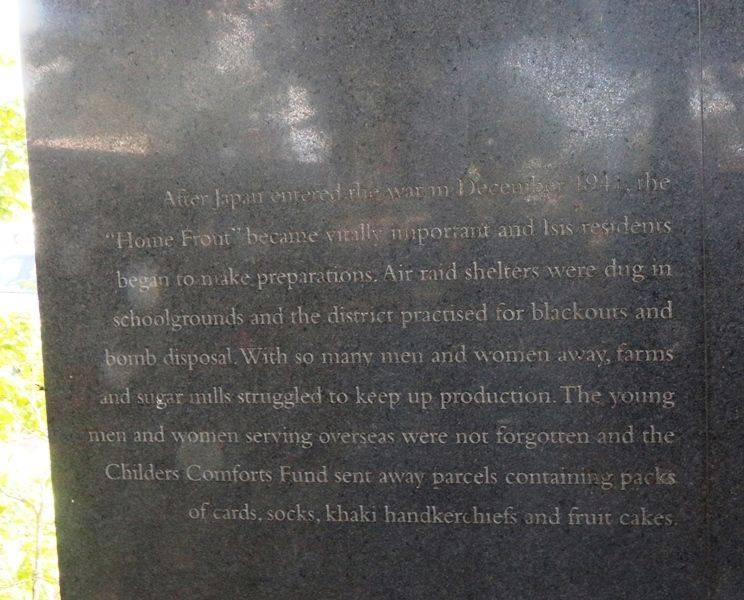 After Japan entered the war in December 1941, the
“Home Front” became vitally important and Isis residents
began to make preparations. Air raid shelters were dug in
schoolgrounds and the district practised for blackouts and
bomb disposal. With so many men and women away, farms
and sugar mills struggled to keep up production. The young
men and women serving overseas were not forgotten and the
Childers Comforts Fund sent away parcels containing packs
of cards, socks, khaki handkerchiefs and fruit cakes.